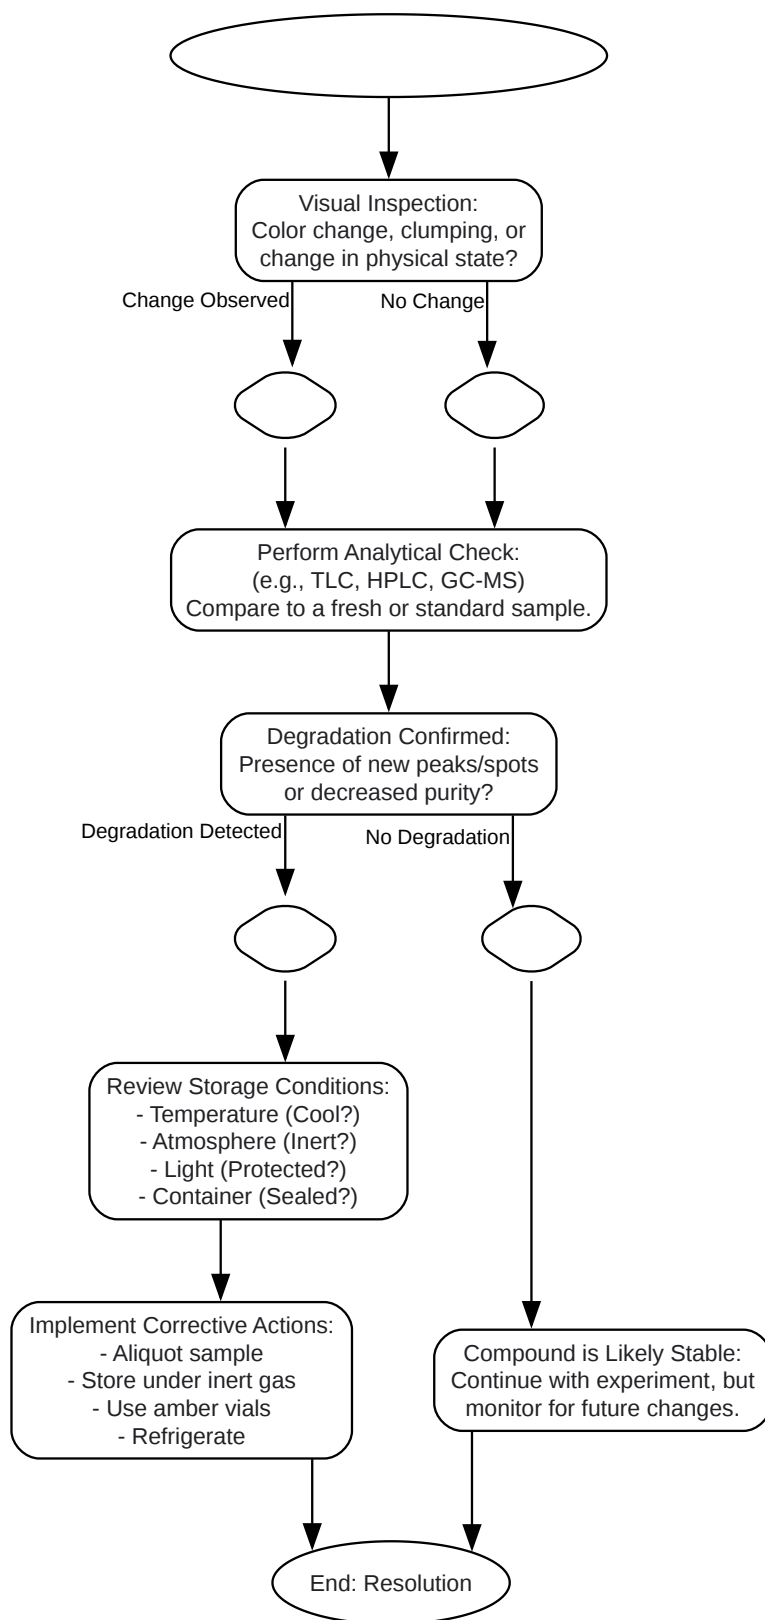 Visual Inspection:
Color change, clumping, or
change in physical state?
Change Observed
No Change
Perform Analytical Check:
(e.g., TLC, HPLC, GC-MS)
Compare to a fresh or standard sample.
Degradation Confirmed:
Presence of new peaks/spots
or decreased purity?
Degradation Detected
No Degradation
Review Storage Conditions:
- Temperature (Cool?)
- Atmosphere (Inert?)
- Light (Protected?)
- Container (Sealed?)
Implement Corrective Actions:
- Aliquot sample
- Store under inert gas
- Use amber vials
- Refrigerate
Compound is Likely Stable:
Continue with experiment, but
monitor for future changes.
End: Resolution